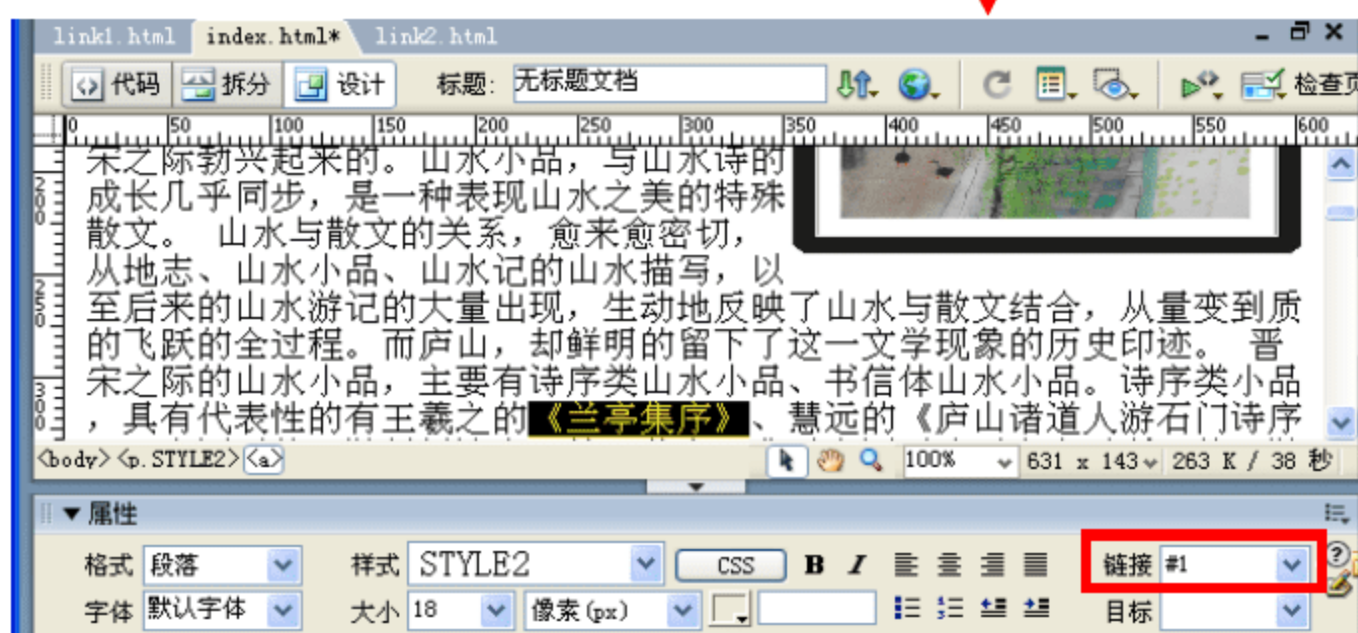 link1.html index.html* link2.html
代码 拆分 设计 标题: 无标题文档 检查页
0 50 100 150 200 250 300 350 400 450 500 550 600
宋之际勃兴起来的。山水小品，与山水诗的
成长几乎同步，是一种表现山水之美的特殊
散文。 山水与散文的关系，愈来愈密切，
从地志、山水小品、山水记的山水描写，以
至后来的山水游记的大量出现，生动地反映了山水与散文结合，从量变到质
的飞跃的全过程。而庐山，却鲜明的留下了这一文学现象的历史印迹。 晋
宋之际的山水小品，主要有诗序类山水小品、书信体山水小品。诗序类小品
，具有代表性的有王羲之的《兰亭集序》、慧远的《庐山诸道人游石门诗序
<body> <p.STYLE2> <a> 100% 631 x 143 263 K / 38 秒
属性
格式 段落 样式 STYLE2 CSS B I 链接 #1
字体 默认字体 大小 18 像素(px) 目标